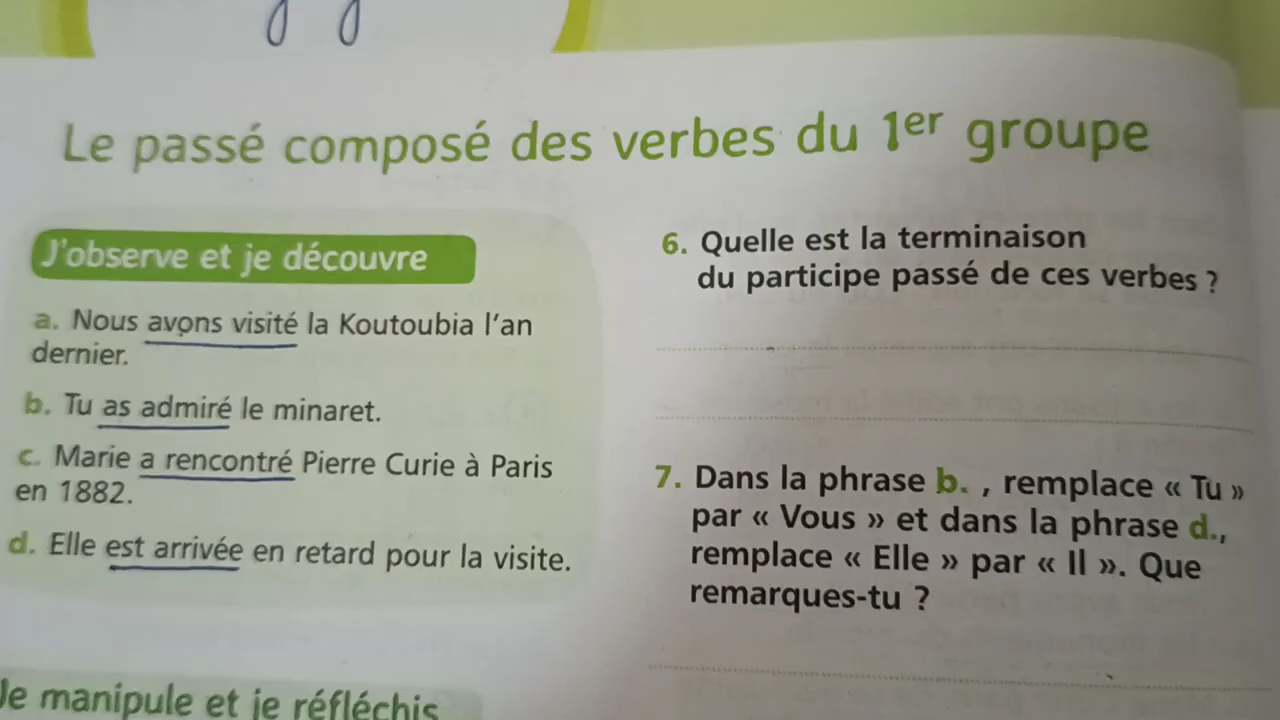 Le passé composé des verbes du 1er groupe
J'observe et je découvre
a. Nous avons visité la Koutoubia l'an
dernier.
b. Tu as admiré le minaret.
c. Marie a rencontré Pierre Curie à Paris
en 1882.
d. Elle est arrivée en retard pour la visite.
Je manipule et je réfléchis
6. Quelle est la terminaison
du participe passé de ces verbes ?
7. Dans la phrase b. , remplace « Tu »
par « Vous » et dans la phrase d.,
remplace « Elle » par « Il ». Que
remarques-tu ?